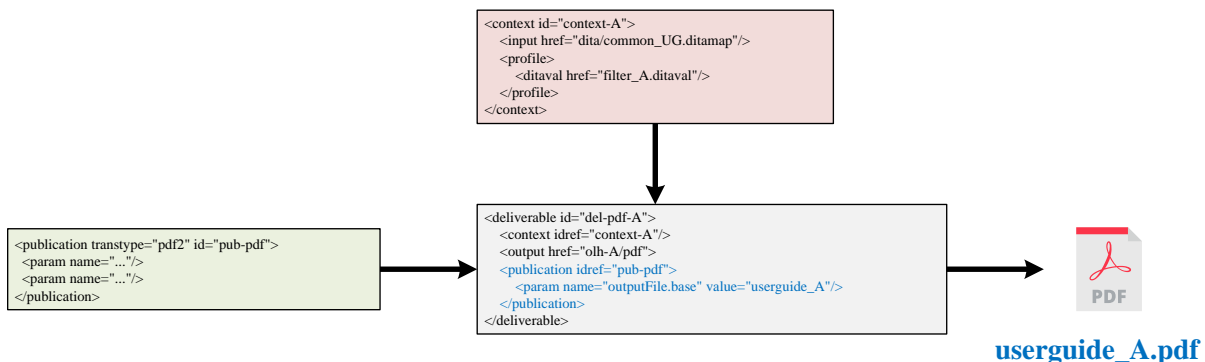 <context id="context-A">
<input href="dita/common_UG.ditamap"/>
<profile>
<ditaval href="filter_A.ditaval"/>
</profile>
</context>
<publication transtype="pdf2" id="pub-pdf">
<param name="..."/>
<param name="..."/>
</publication>
<deliverable id="del-pdf-A">
<context idref="context-A"/>
<output href="olh-A/pdf">
<publication idref="pub-pdf">
<param name="outputFile.base" value="userguide_A"/>
</publication>
</deliverable>
PDF
userguide_A.pdf